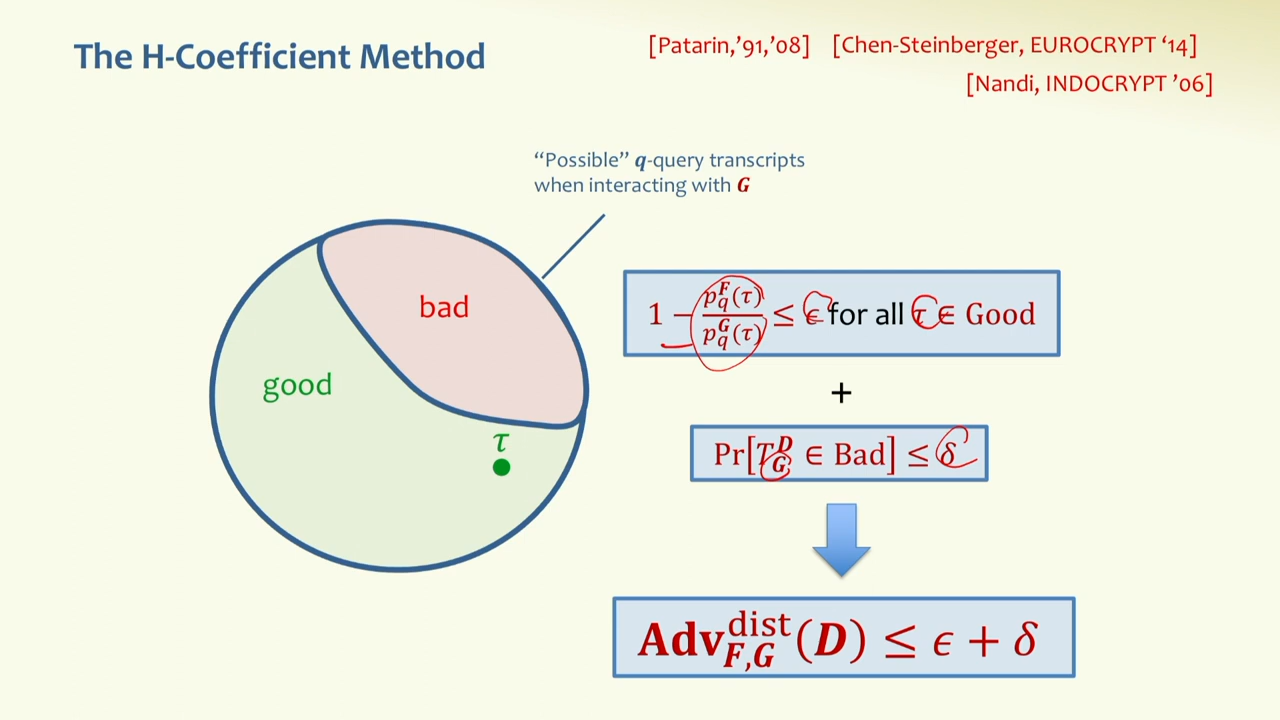 The H-Coefficient Method
[Patarin,’91,’08] [Chen-Steinberger, EUROCRYPT ‘14]
[Nandi, INDOCRYPT ’06]
“Possible” q-query transcripts
when interacting with G
bad
good
τ
1 − p_q^F(τ) / p_q^G(τ) ≤ ϵ for all τ ∈ Good
+
Pr[T_G^D ∈ Bad] ≤ δ
Adv_{F,G}^{dist}(D) ≤ ϵ + δ